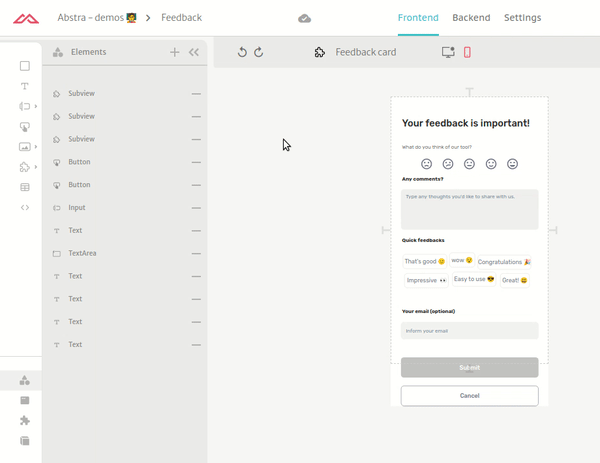 Abstra – demos 🧑‍🏫 > Feedback
Frontend Backend Settings
Elements
Feedback card
Subview
Subview
Subview
Button
Button
Input
Text
TextArea
Text
Text
Text
Text
Your feedback is important!
What do you think of our tool?
Any comments?
Type any thoughts you'd like to share with us.
Quick feedbacks
That's good 😊 wow 😯 Congratulations 🎉
Impressive 👀 Easy to use 😎 Great! 😄
Your email (optional)
Inform your email
Submit
Cancel